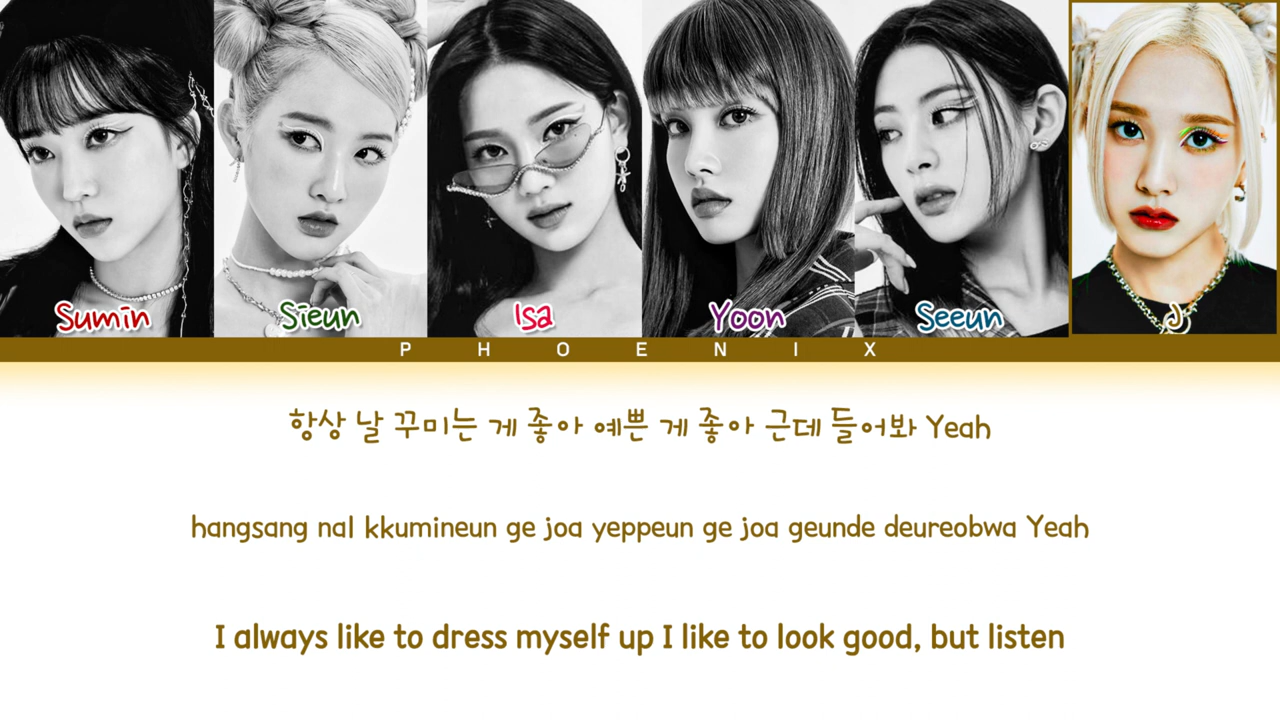 Sumin Sieun Isa Yoon Seeun J
PHOENIX
항상 날 꾸미는 게 좋아 예쁜 게 좋아 근데 들어봐 Yeah
hangsang nal kkumineun ge joa yeppeun ge joa geunde deureobwa Yeah
I always like to dress myself up I like to look good, but listen